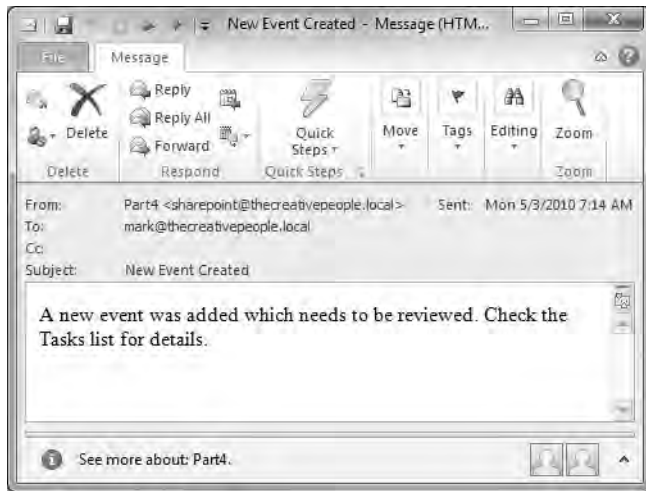 New Event Created - Message (HTM...
File Message
Delete
Reply
Reply All
Forward
Quick
Steps
Move
Tags
Editing
Zoom
Delete Respond Quick Steps Zoom
From: Part4 <sharepoint@thecreativepeople.local> Sent: Mon 5/3/2010 7:14 AM
To: mark@thecreativepeople.local
Cc:
Subject: New Event Created
A new event was added which needs to be reviewed. Check the
Tasks list for details.
See more about: Part4.